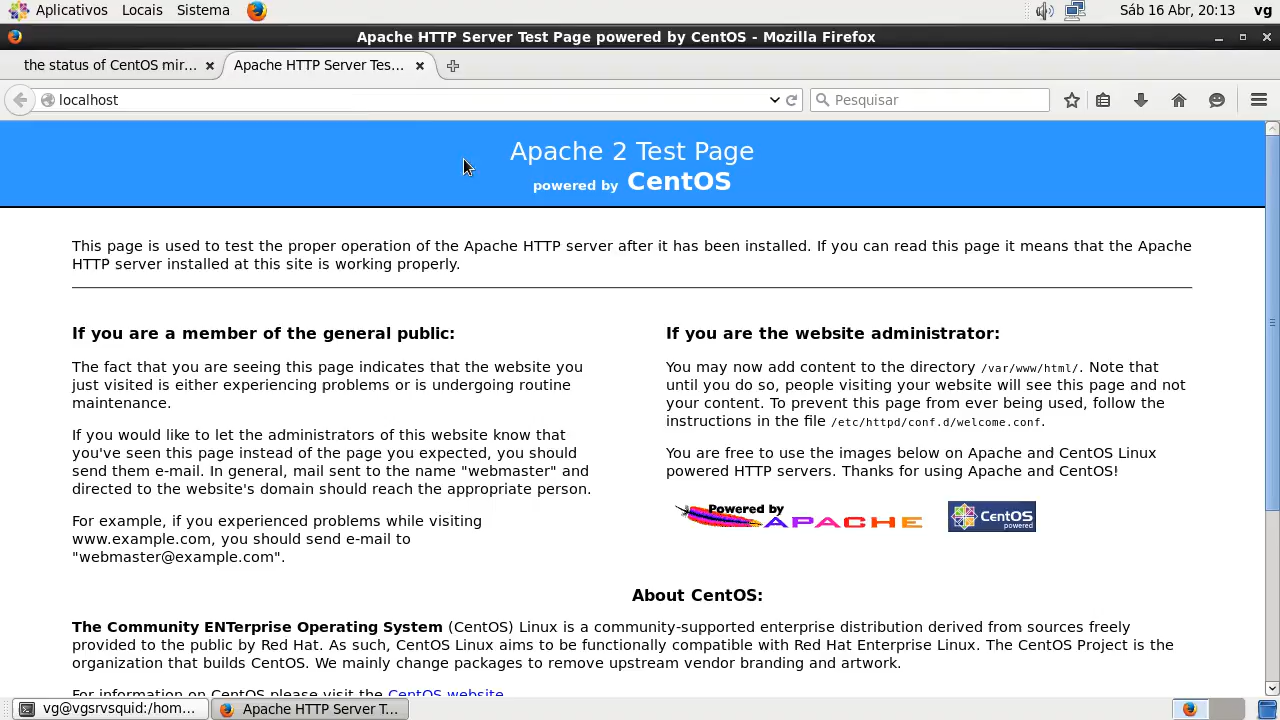 Aplicativos Locais Sistema Sáb 16 Abr, 20:13 vg
Apache HTTP Server Test Page powered by CentOS - Mozilla Firefox
the status of CentOS mir... Apache HTTP Server Tes...
localhost Pesquisar
Apache 2 Test Page
powered by CentOS
This page is used to test the proper operation of the Apache HTTP server after it has been installed. If you can read this page it means that the Apache
HTTP server installed at this site is working properly.
If you are a member of the general public:
The fact that you are seeing this page indicates that the website you
just visited is either experiencing problems or is undergoing routine
maintenance.
If you would like to let the administrators of this website know that
you've seen this page instead of the page you expected, you should
send them e-mail. In general, mail sent to the name "webmaster" and
directed to the website's domain should reach the appropriate person.
For example, if you experienced problems while visiting
www.example.com, you should send e-mail to
"webmaster@example.com".
If you are the website administrator:
You may now add content to the directory /var/www/html/. Note that
until you do so, people visiting your website will see this page and not
your content. To prevent this page from ever being used, follow the
instructions in the file /etc/httpd/conf.d/welcome.conf.
You are free to use the images below on Apache and CentOS Linux
powered HTTP servers. Thanks for using Apache and CentOS!
Powered by
APACHE
CentOS
powered
About CentOS:
The Community ENTerprise Operating System (CentOS) Linux is a community-supported enterprise distribution derived from sources freely
provided to the public by Red Hat. As such, CentOS Linux aims to be functionally compatible with Red Hat Enterprise Linux. The CentOS Project is the
organization that builds CentOS. We mainly change packages to remove upstream vendor branding and artwork.
For information on CentOS please visit the CentOS website.
vg@vgsrvsquid:/hom... Apache HTTP Server T...